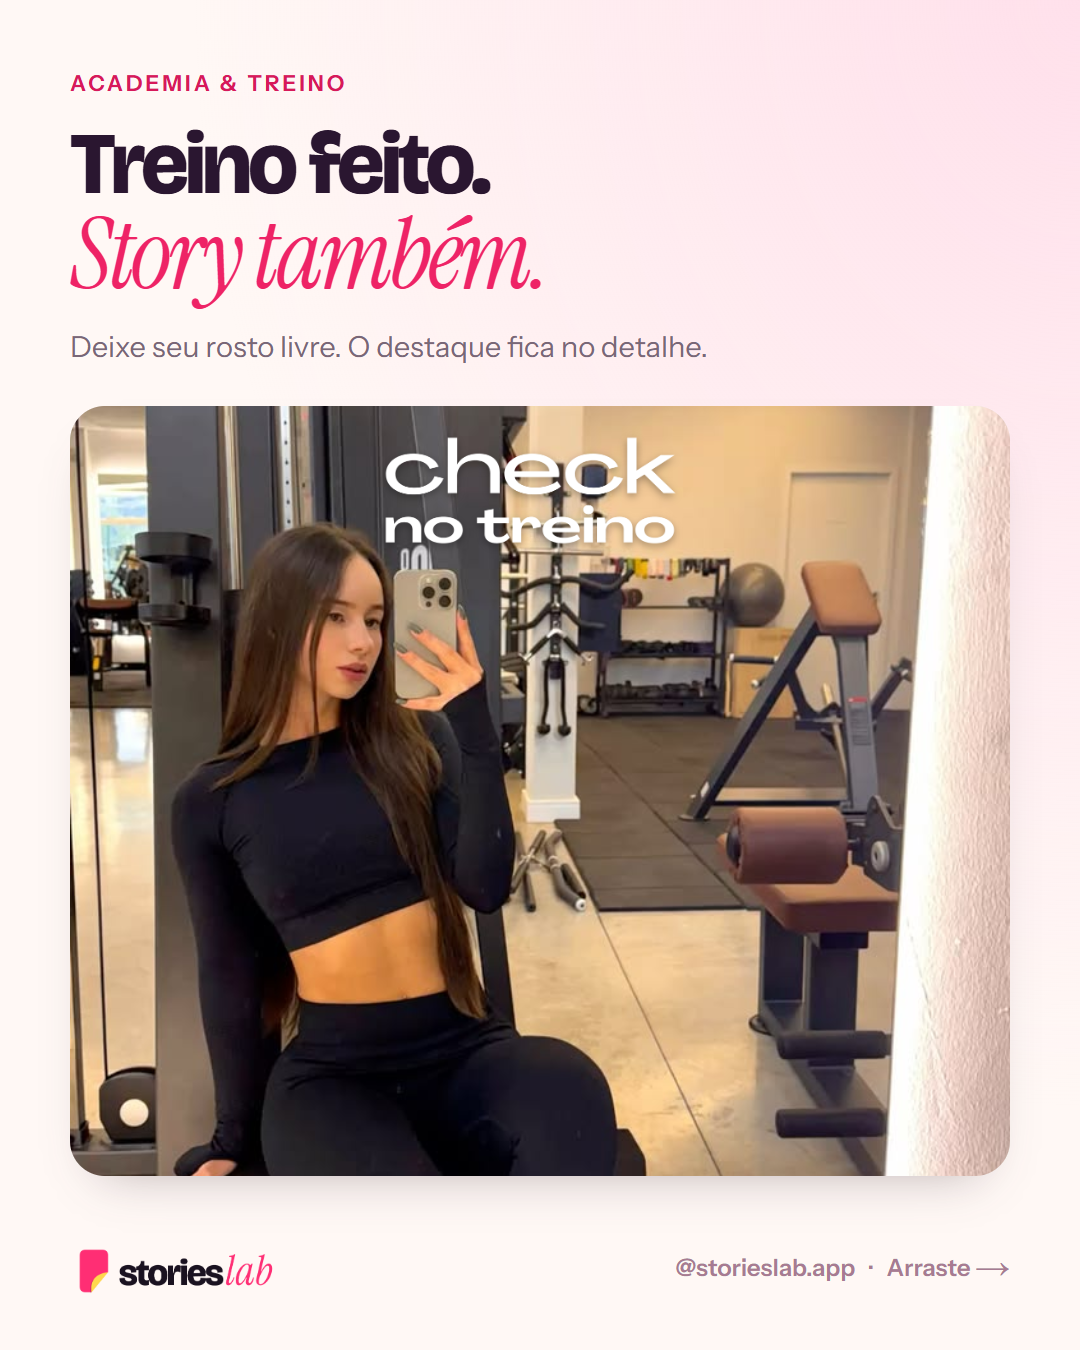 ACADEMIA & TREINO
Treino feito.
Story também.
Deixe seu rosto livre. O destaque fica no detalhe.
check
no treino
storieslab
@storieslab.app · Arraste →